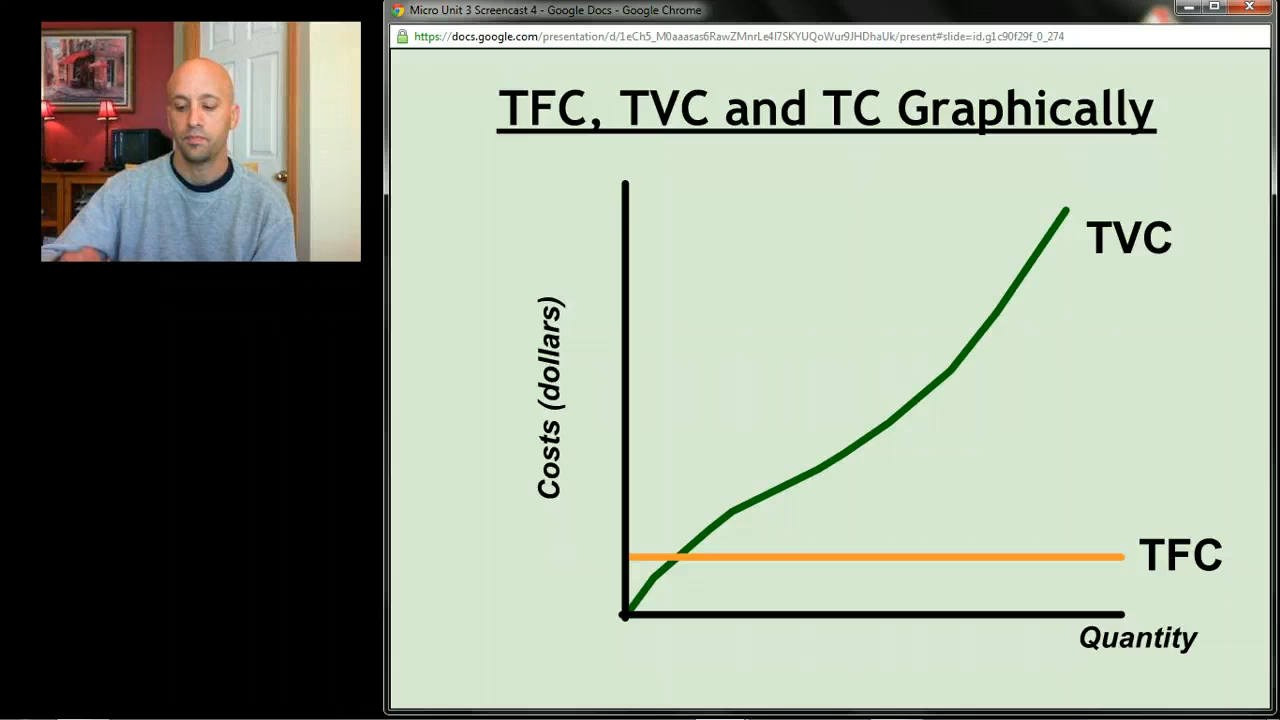 Micro Unit 3 Screencast 4 - Google Docs - Google Chrome
https://docs.google.com/presentation/d/1eCh5_M0aaasas6RawZMnrLe4l7SKYUQoWur9JHDhaUk/present#slide=id.g1c90f29f_0_274
TFC, TVC and TC Graphically
TVC
Costs (dollars)
TFC
Quantity